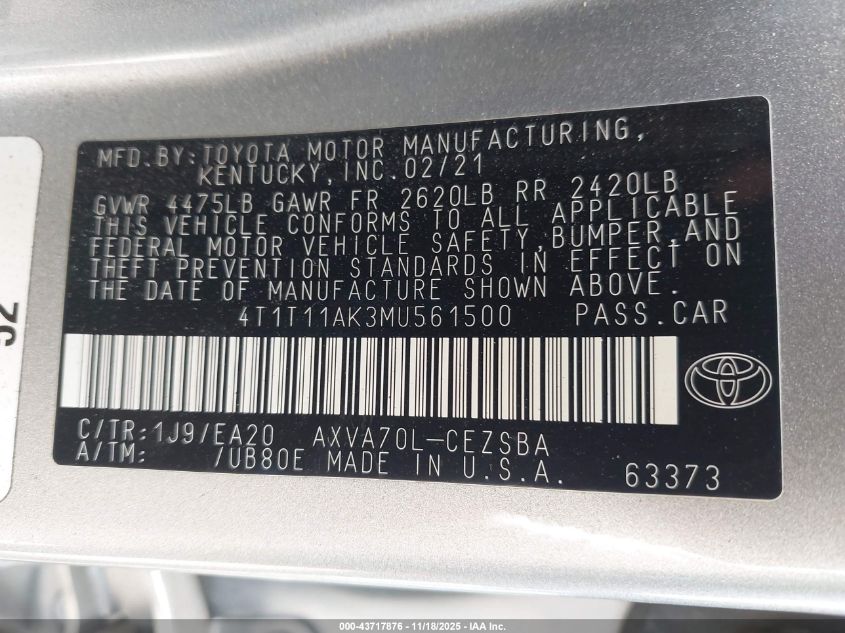 MFD. BY: TOYOTA MOTOR MANUFACTURING,
KENTUCKY, INC. 02/21
GVWR 4475LB GAWR FR 2620LB RR 2420LB
THIS VEHICLE CONFORMS TO ALL APPLICABLE
FEDERAL MOTOR VEHICLE SAFETY, BUMPER, AND
THEFT PREVENTION STANDARDS IN EFFECT ON
THE DATE OF MANUFACTURE SHOWN ABOVE.
4T1T11AK3MU561500 PASS. CAR
C/TR: 1J9/EA20 AXVA70L-CEZSBA
A/TM: /UB80E MADE IN U.S.A. 63373
000-43717876 — 11/18/2025 — IAA Inc.